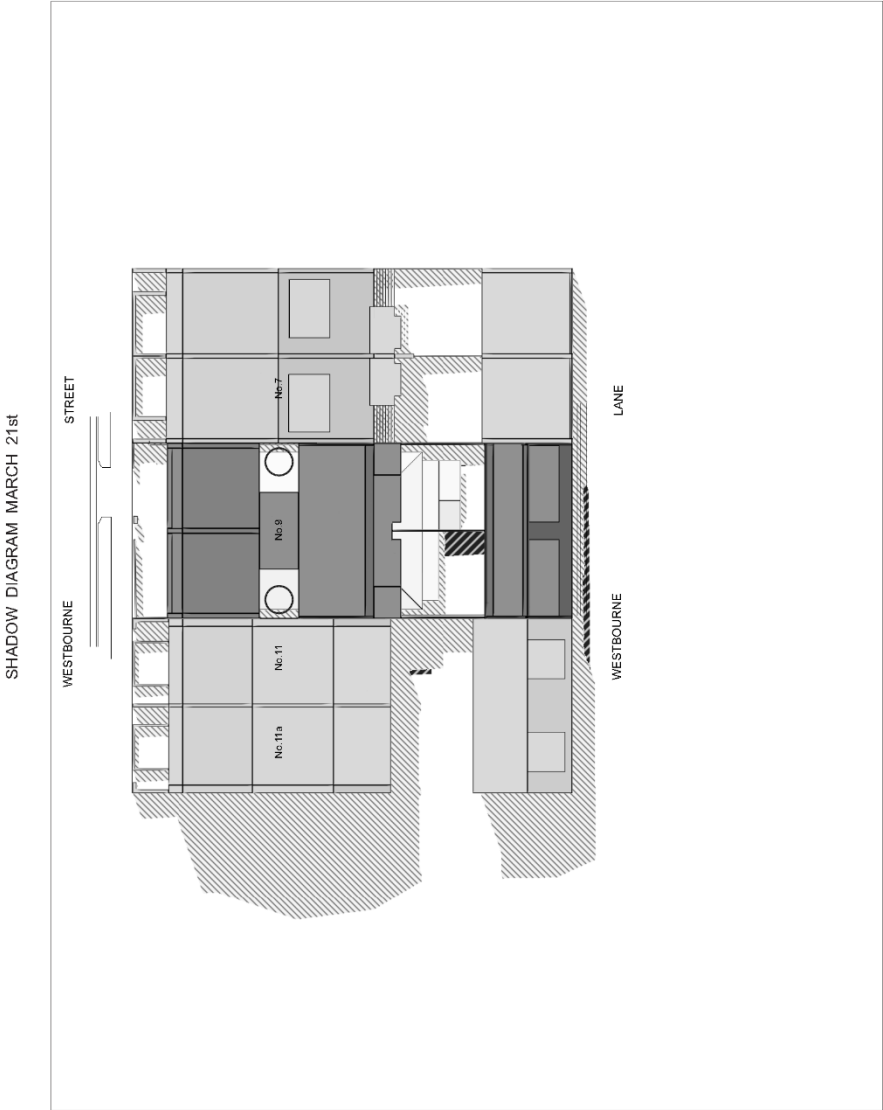 SHADOW DIAGRAM MARCH 21st
WESTBOURNE STREET
No.11a
No.11
No.9
No.7
WESTBOURNE LANE